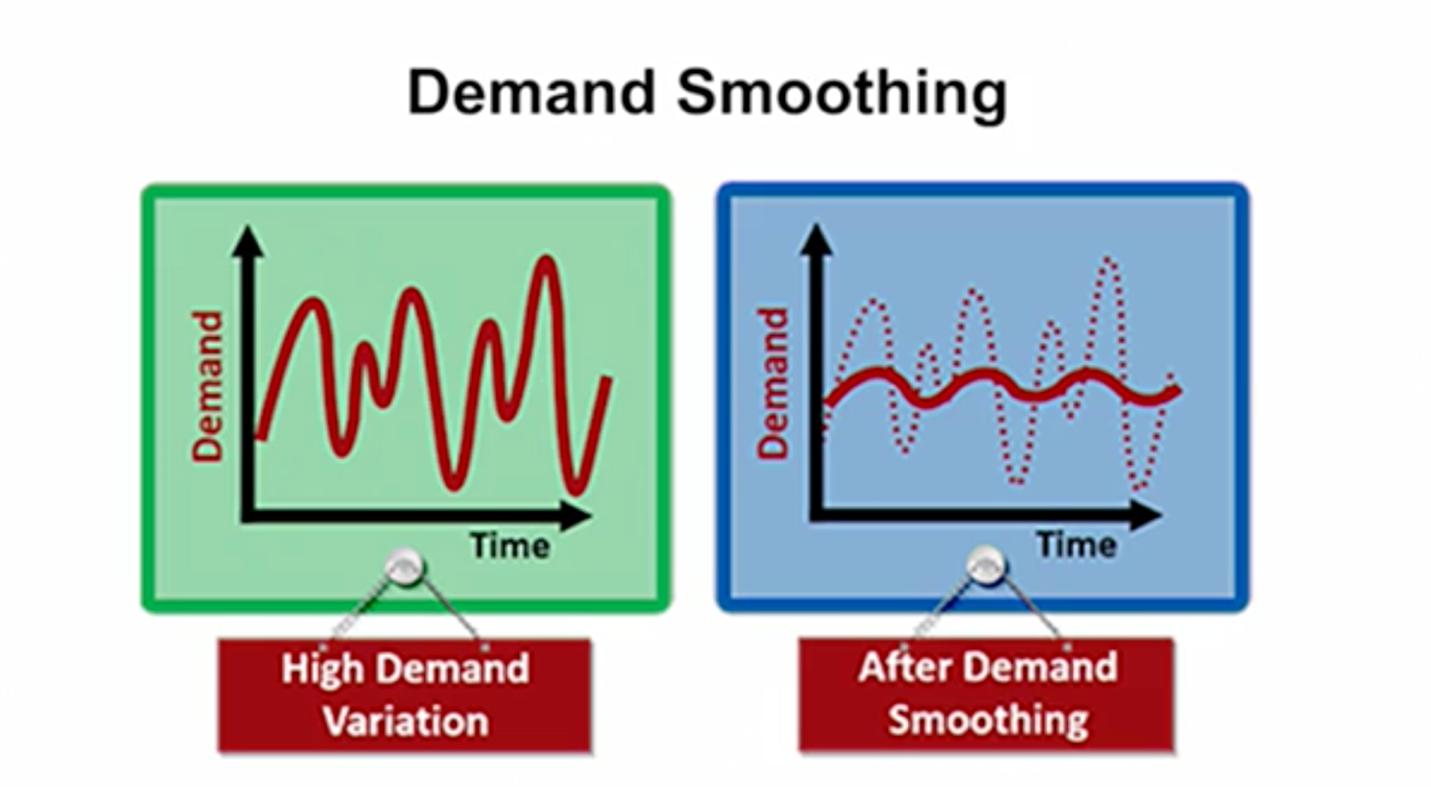 Demand Smoothing
Demand
Time
High Demand
Variation
Demand
Time
After Demand
Smoothing